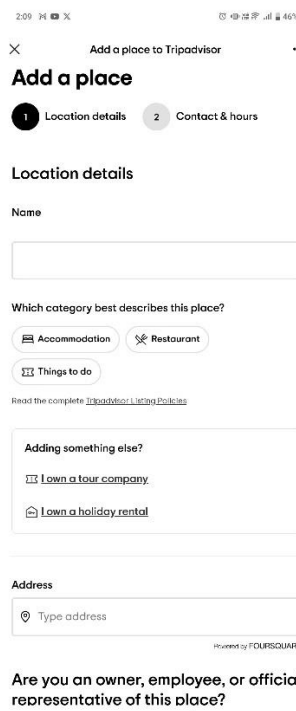 2:09
46%
Add a place to Tripadvisor
Add a place
1 Location details 2 Contact & hours
Location details
Name
Which category best describes this place?
Accommodation Restaurant
Things to do
Read the complete Tripadvisor Listing Policies
Adding something else?
I own a tour company
I own a holiday rental
Address
Type address
Powered by FOURSQUAR
Are you an owner, employee, or officia
representative of this place?